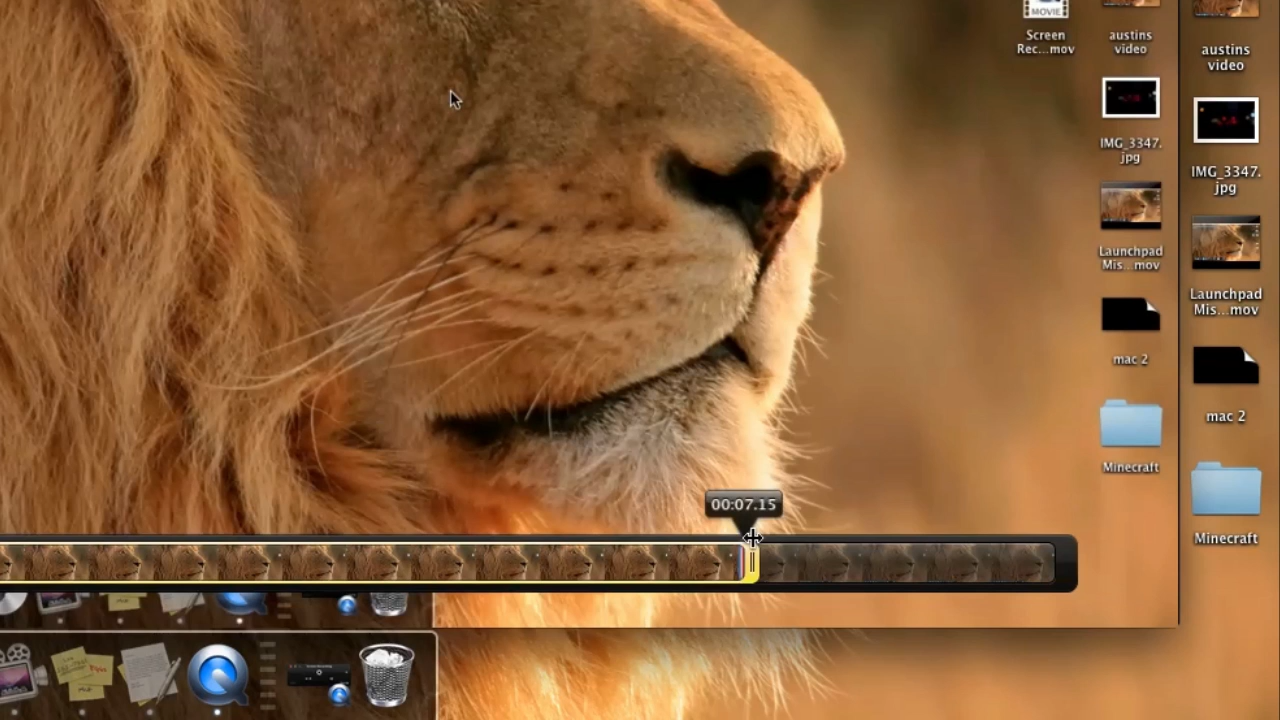 MOVIE
Screen
Rec...mov
austins
video
IMG_3347.
jpg
Launchpad
Mis...mov
mac 2
Minecraft
austins
video
IMG_3347.
jpg
Launchpad
Mis...mov
mac 2
Minecraft
00:07.15